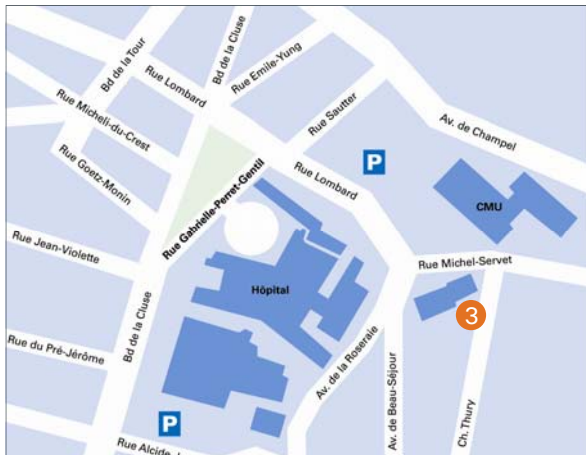 Bd de la Tour
Bd de la Cluse
Rue Emile-Yung
Rue Lombard
Rue Micheli-du-Crest
Rue Sautter
Av. de Champel
P
Rue Goetz-Monin
Rue Gabrielle-Perret-Gentil
Rue Lombard
CMU
Rue Jean-Violette
Rue Michel-Servet
Hôpital
3
Bd de la Cluse
Rue du Pré-Jérôme
Av. de la Roseraie
Av. de Beau-Séjour
Ch. Thury
P
Rue Alcide-